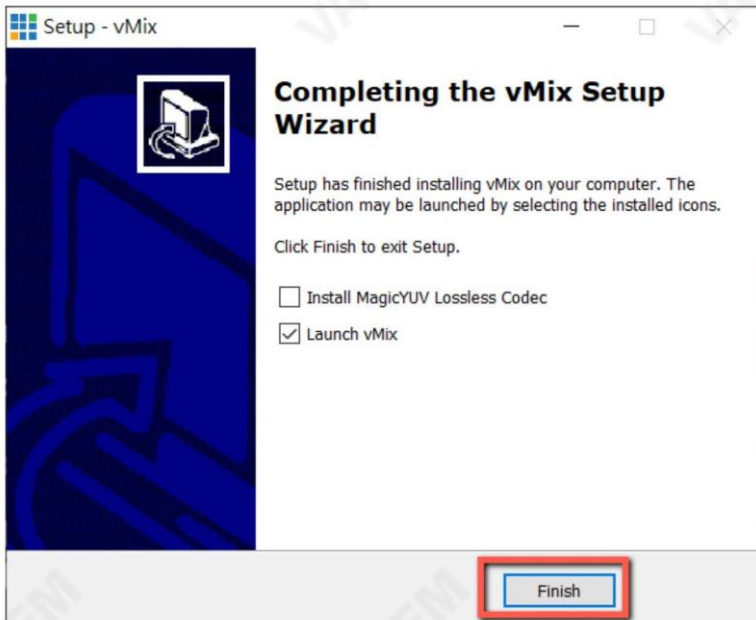 Setup - vMix
Completing the vMix Setup
Wizard
Setup has finished installing vMix on your computer. The
application may be launched by selecting the installed icons.
Click Finish to exit Setup.
Install MagicYUV Lossless Codec
Launch vMix
Finish